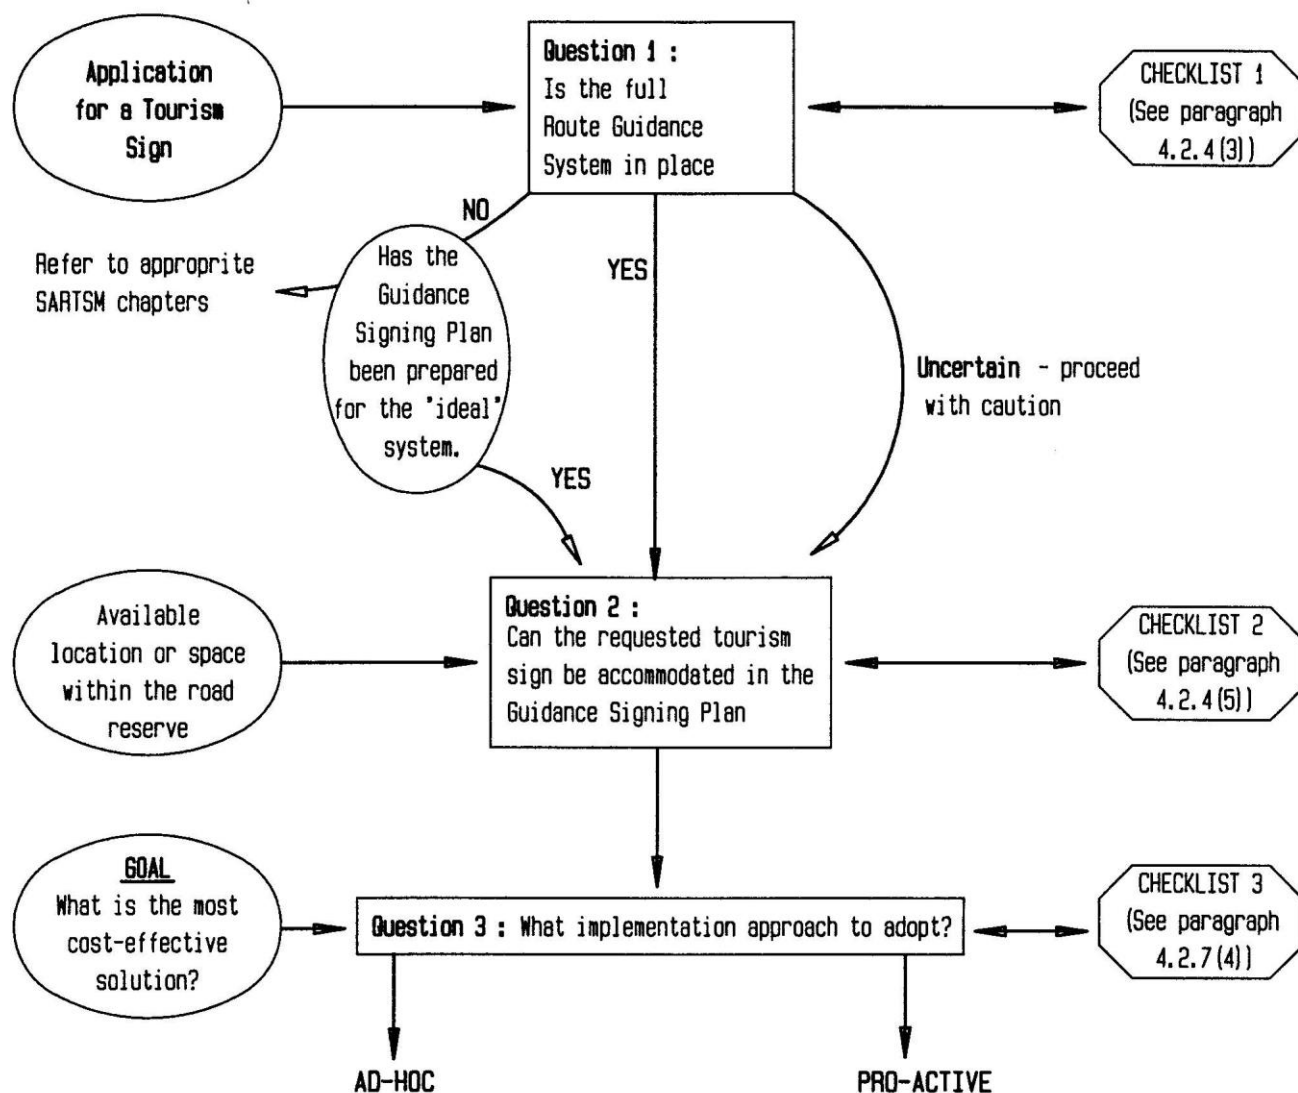 Application
for a Tourism
Sign
Question 1 :
Is the full
Route Guidance
System in place
CHECKLIST 1
(See paragraph
4.2.4(3))
NO
YES
Refer to approprite
SARTSM chapters
Has the
Guidance
Signing Plan
been prepared
for the "ideal"
system.
Uncertain - proceed
with caution
YES
Available
location or space
within the road
reserve
Question 2 :
Can the requested tourism
sign be accommodated in the
Guidance Signing Plan
CHECKLIST 2
(See paragraph
4.2.4(5))
GOAL
What is the most
cost-effective
solution?
Question 3 : What implementation approach to adopt?
CHECKLIST 3
(See paragraph
4.2.7(4))
AD-HOC
PRO-ACTIVE